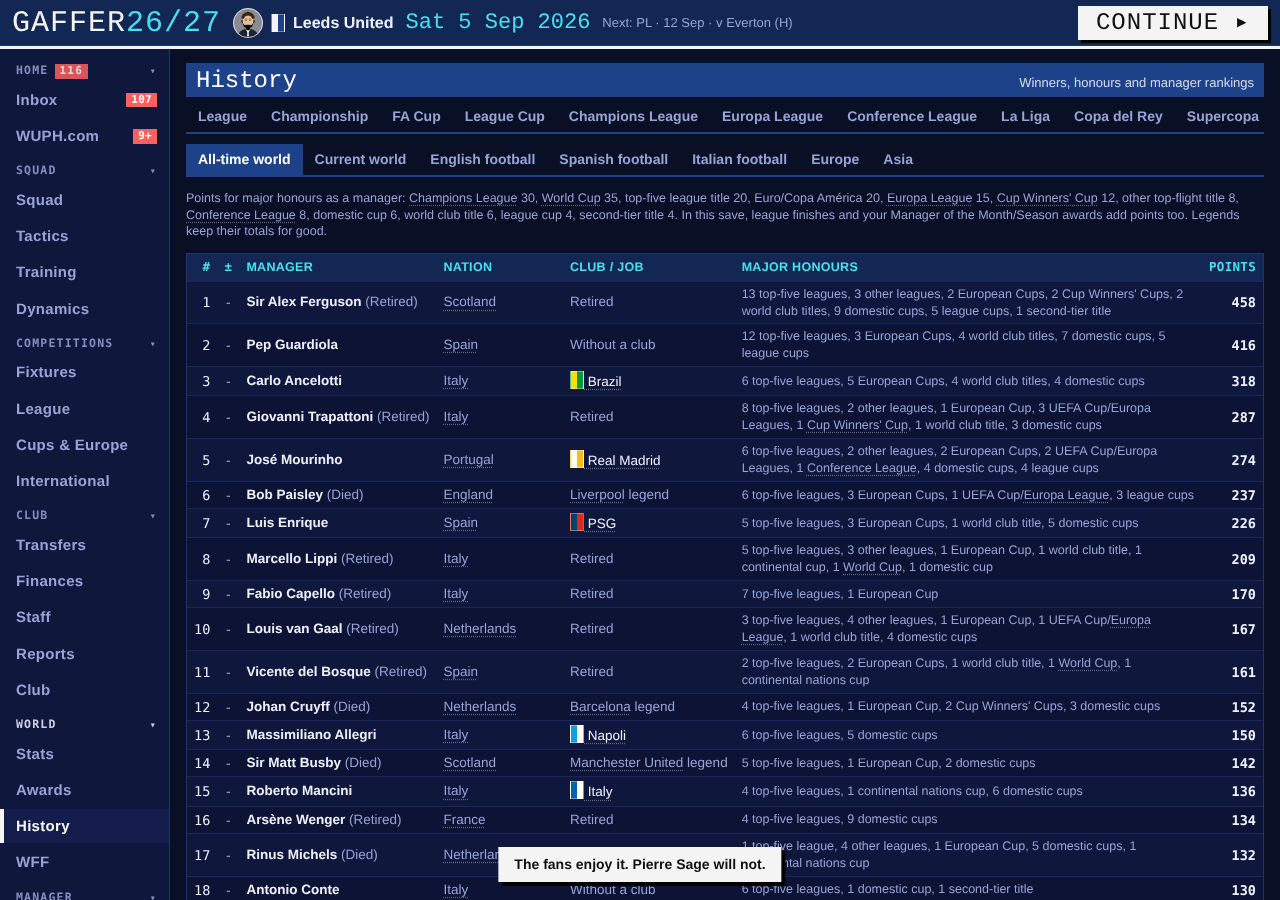 GAFFER26/27 Leeds United Sat 5 Sep 2026 Next: PL · 12 Sep · v Everton (H) CONTINUE ►
HOME 116 ▾
Inbox 107
WUPH.com 9+
SQUAD ▾
Squad
Tactics
Training
Dynamics
COMPETITIONS ▾
Fixtures
League
Cups & Europe
International
CLUB ▾
Transfers
Finances
Staff
Reports
Club
WORLD ▾
Stats
Awards
History
WFF
MANAGER ▾
History Winners, honours and manager rankings
League Championship FA Cup League Cup Champions League Europa League Conference League La Liga Copa del Rey Supercopa
All-time world Current world English football Spanish football Italian football Europe Asia
Points for major honours as a manager: Champions League 30, World Cup 35, top-five league title 20, Euro/Copa América 20, Europa League 15, Cup Winners' Cup 12, other top-flight title 8,
Conference League 8, domestic cup 6, world club title 6, league cup 4, second-tier title 4. In this save, league finishes and your Manager of the Month/Season awards add points too. Legends
keep their totals for good.
# ± MANAGER NATION CLUB / JOB MAJOR HONOURS POINTS
1 - Sir Alex Ferguson (Retired) Scotland Retired 13 top-five leagues, 3 other leagues, 2 European Cups, 2 Cup Winners' Cups, 2
world club titles, 9 domestic cups, 5 league cups, 1 second-tier title 458
2 - Pep Guardiola Spain Without a club 12 top-five leagues, 3 European Cups, 4 world club titles, 7 domestic cups, 5
league cups 416
3 - Carlo Ancelotti Italy Brazil 6 top-five leagues, 5 European Cups, 4 world club titles, 4 domestic cups 318
4 - Giovanni Trapattoni (Retired) Italy Retired 8 top-five leagues, 2 other leagues, 1 European Cup, 3 UEFA Cup/Europa
Leagues, 1 Cup Winners' Cup, 1 world club title, 3 domestic cups 287
5 - José Mourinho Portugal Real Madrid 6 top-five leagues, 2 other leagues, 2 European Cups, 2 UEFA Cup/Europa
Leagues, 1 Conference League, 4 domestic cups, 4 league cups 274
6 - Bob Paisley (Died) England Liverpool legend 6 top-five leagues, 3 European Cups, 1 UEFA Cup/Europa League, 3 league cups 237
7 - Luis Enrique Spain PSG 5 top-five leagues, 3 European Cups, 1 world club title, 5 domestic cups 226
8 - Marcello Lippi (Retired) Italy Retired 5 top-five leagues, 3 other leagues, 1 European Cup, 1 world club title, 1
continental cup, 1 World Cup, 1 domestic cup 209
9 - Fabio Capello (Retired) Italy Retired 7 top-five leagues, 1 European Cup 170
10 - Louis van Gaal (Retired) Netherlands Retired 3 top-five leagues, 4 other leagues, 1 European Cup, 1 UEFA Cup/Europa
League, 1 world club title, 4 domestic cups 167
11 - Vicente del Bosque (Retired) Spain Retired 2 top-five leagues, 2 European Cups, 1 world club title, 1 World Cup, 1
continental nations cup 161
12 - Johan Cruyff (Died) Netherlands Barcelona legend 4 top-five leagues, 1 European Cup, 2 Cup Winners' Cups, 3 domestic cups 152
13 - Massimiliano Allegri Italy Napoli 6 top-five leagues, 5 domestic cups 150
14 - Sir Matt Busby (Died) Scotland Manchester United legend 5 top-five leagues, 1 European Cup, 2 domestic cups 142
15 - Roberto Mancini Italy Italy 4 top-five leagues, 1 continental nations cup, 6 domestic cups 136
16 - Arsène Wenger (Retired) France Retired 4 top-five leagues, 9 domestic cups 134
17 - Rinus Michels (Died) 1 top-five league, 4 other leagues, 1 European Cup, 5 domestic cups, 1
nations cup 132
The fans enjoy it. Pierre Sage will not.
18 - Antonio Conte Italy Without a club 6 top-five leagues, 1 domestic cup, 1 second-tier title 130